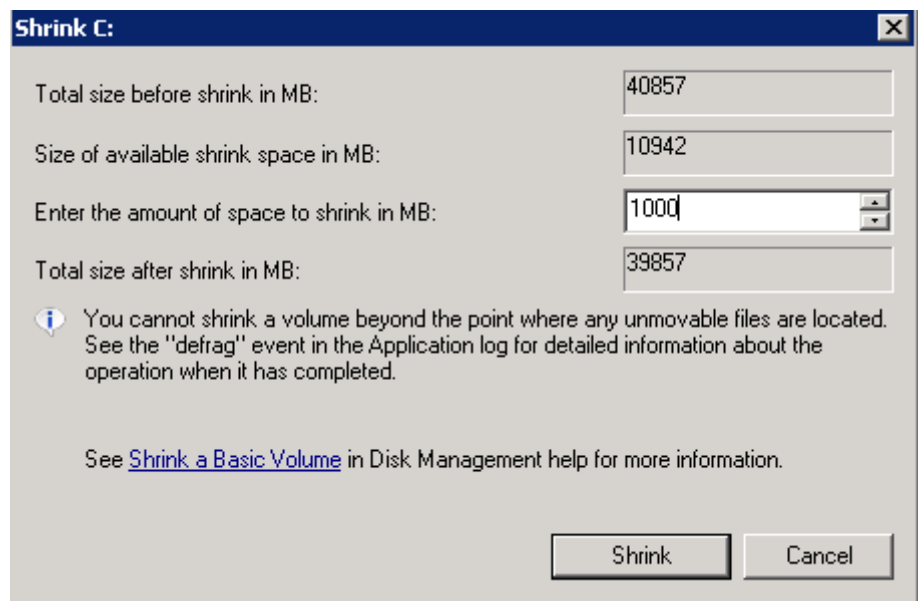 Shrink C:
Total size before shrink in MB: 40857
Size of available shrink space in MB: 10942
Enter the amount of space to shrink in MB: 1000
Total size after shrink in MB: 39857
You cannot shrink a volume beyond the point where any unmovable files are located.
See the "defrag" event in the Application log for detailed information about the
operation when it has completed.
See Shrink a Basic Volume in Disk Management help for more information.
Shrink Cancel